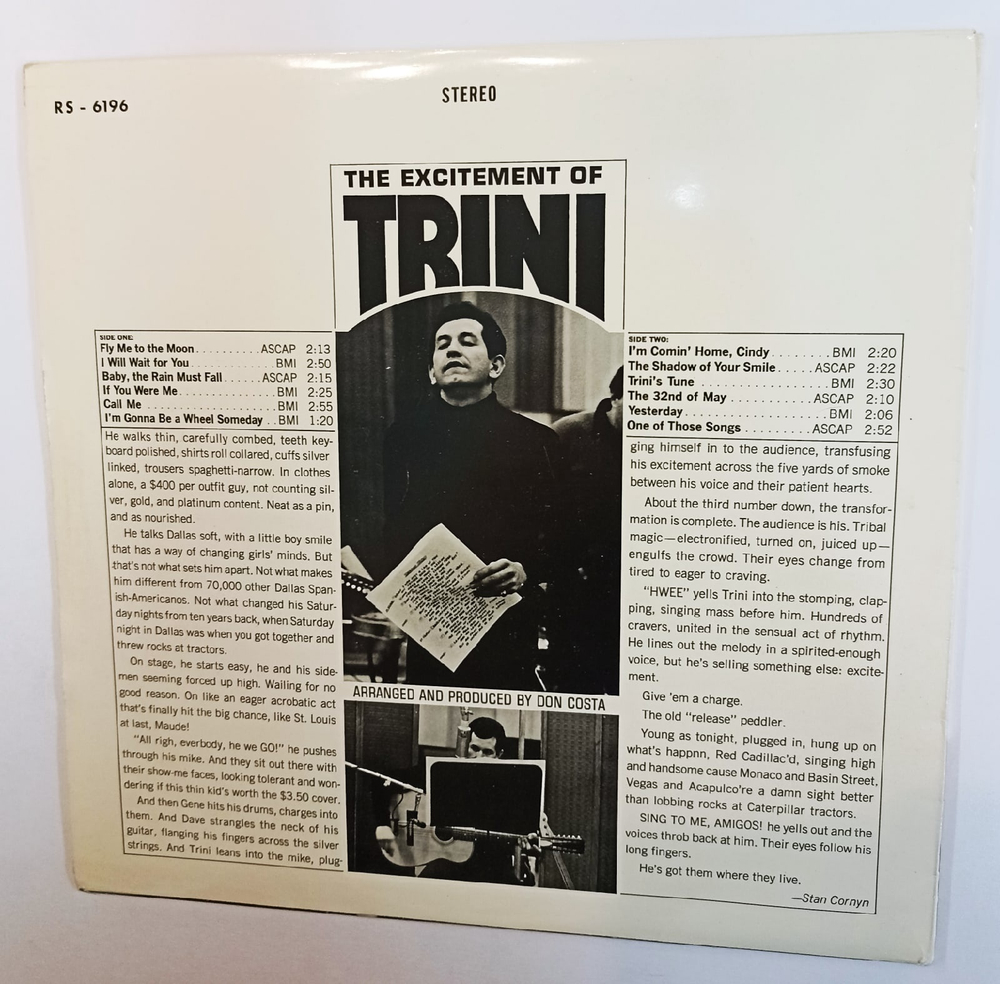 RS - 6196
STEREO
THE EXCITEMENT OF
TRINI
SIDE ONE:
Fly Me to the Moon.........ASCAP 2:13
I Will Wait for You..........BMI 2:50
Baby, the Rain Must Fall......ASCAP 2:15
If You Were Me..............BMI 2:25
Call Me ...................BMI 2:55
I'm Gonna Be a Wheel Someday ..BMI 1:20
He walks thin, carefully combed, teeth key-
board polished, shirts roll collared, cuffs silver
linked, trousers spaghetti-narrow. In clothes
alone, a $400 per outfit guy, not counting sil-
ver, gold, and platinum content. Neat as a pin,
and as nourished.
He talks Dallas soft, with a little boy smile
that has a way of changing girls' minds. But
that's not what sets him apart. Not what makes
him different from 70,000 other Dallas Span-
ish-Americanos. Not what changed his Satur-
day nights from ten years back, when Saturday
night in Dallas was when you got together and
threw rocks at tractors.
On stage, he starts easy, he and his side-
men seeming forced up high. Wailing for no
good reason. On like an eager acrobatic act
that's finally hit the big chance, like St. Louis
at last, Maude!
"All righ, everbody, he we GO!" he pushes
through his mike. And they sit out there with
their show-me faces, looking tolerant and won-
dering if this thin kid's worth the $3.50 cover.
And then Gene hits his drums, charges into
them. And Dave strangles the neck of his
guitar, flanging his fingers across the silver
strings. And Trini leans into the mike, plug-
ARRANGED AND PRODUCED BY DON COSTA
SIDE TWO:
I'm Comin' Home, Cindy ........BMI 2:20
The Shadow of Your Smile.....ASCAP 2:22
Trini's Tune ................BMI 2:30
The 32nd of May ...........ASCAP 2:10
Yesterday..................BMI 2:06
One of Those Songs .........ASCAP 2:52
ging himself in to the audience, transfusing
his excitement across the five yards of smoke
between his voice and their patient hearts.
About the third number down, the transfor-
mation is complete. The audience is his. Tribal
magic—electronified, turned on, juiced up—
engulfs the crowd. Their eyes change from
tired to eager to craving.
"HWEE" yells Trini into the stomping, clap-
ping, singing mass before him. Hundreds of
cravers, united in the sensual act of rhythm.
He lines out the melody in a spirited-enough
voice, but he's selling something else: excite-
ment.
Give 'em a charge.
The old "release" peddler.
Young as tonight, plugged in, hung up on
what's happnn, Red Cadillac'd, singing high
and handsome cause Monaco and Basin Street,
Vegas and Acapulco're a damn sight better
than lobbing rocks at Caterpillar tractors.
SING TO ME, AMIGOS! he yells out and the
voices throb back at him. Their eyes follow his
long fingers.
He's got them where they live.
—Stan Cornyn